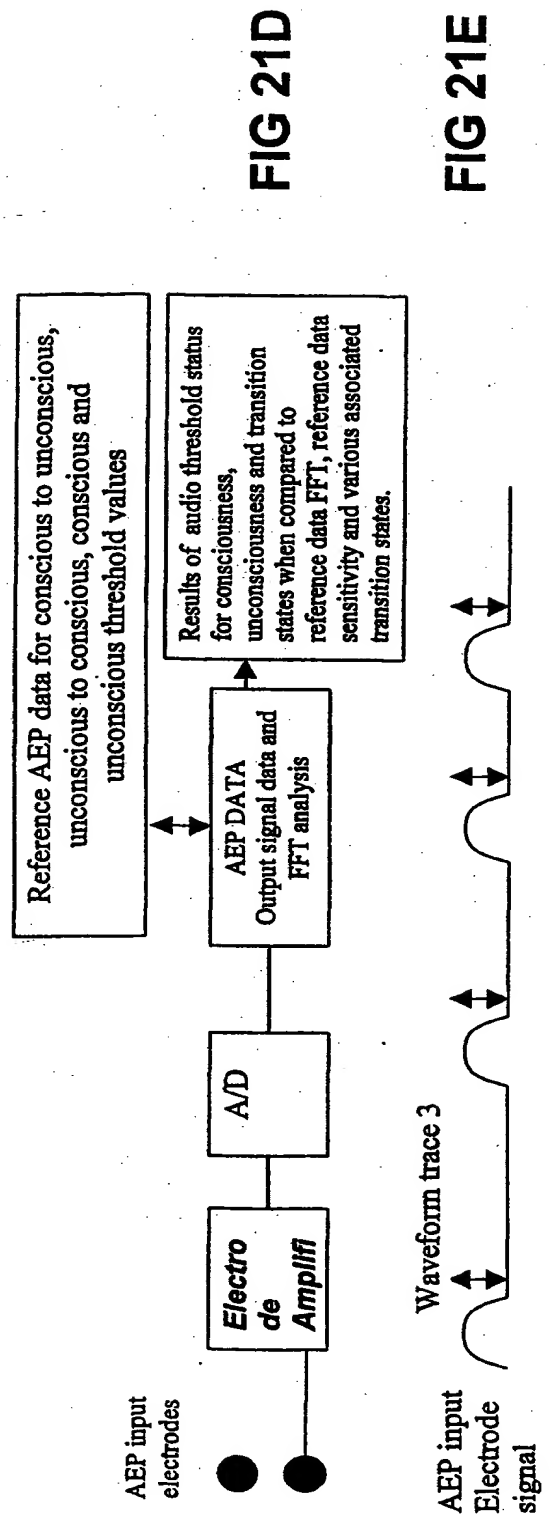 Reference AEP data for conscious to unconscious,
unconscious to conscious, conscious and
unconscious threshold values
AEP input
electrodes
Electro
de
Amplifi
A/D
AEP DATA
Output signal data and
FFT analysis
Results of audio threshold status
for consciousness,
unconsciousness and transition
states when compared to
reference data FFT, reference data
sensitivity and various associated
transition states.
FIG 21D
AEP input
Electrode
signal
Waveform trace 3
FIG 21E